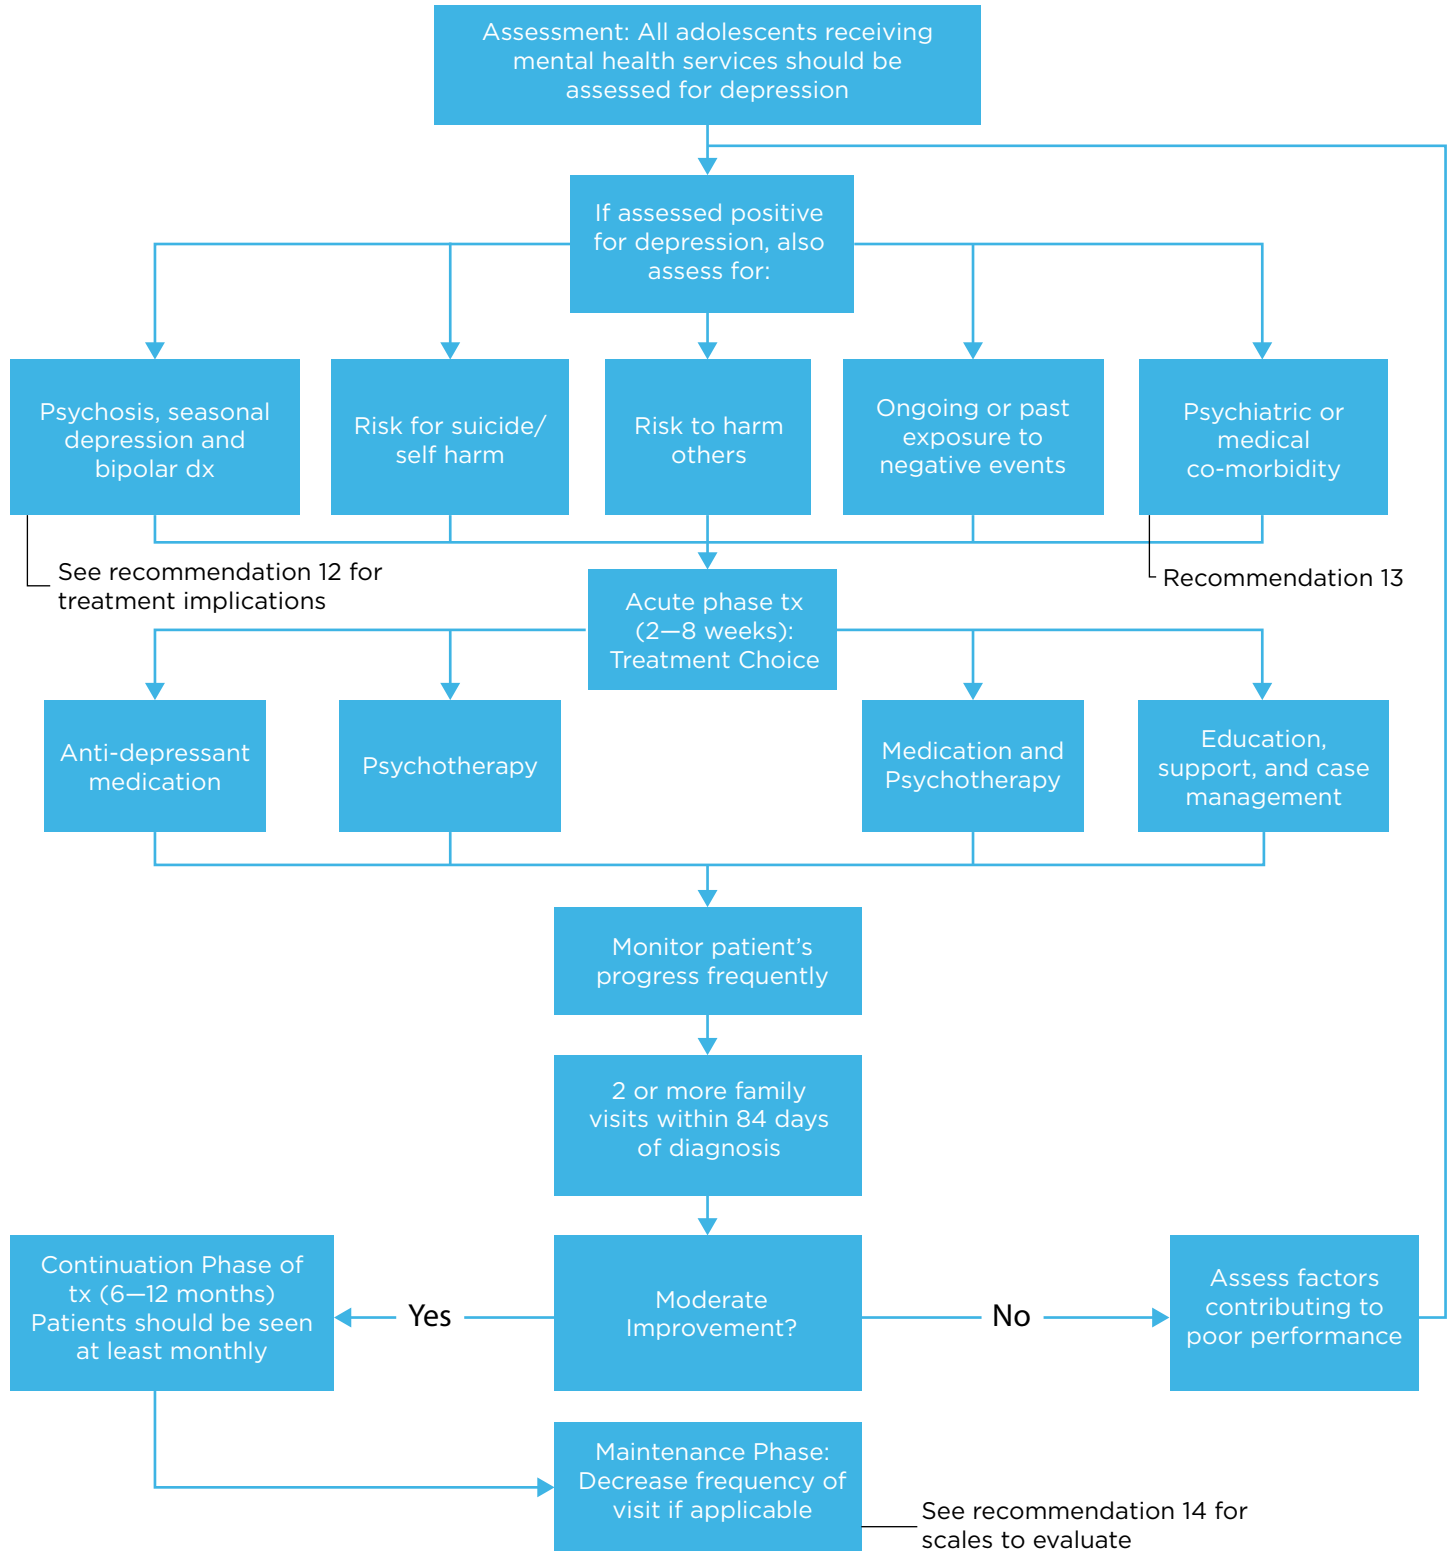 Assessment: All adolescents receiving
mental health services should be
assessed for depression
If assessed positive
for depression, also
assess for:
Psychosis, seasonal
depression and
bipolar dx
Risk for suicide/
self harm
Risk to harm
others
Ongoing or past
exposure to
negative events
Psychiatric or
medical
co-morbidity
See recommendation 12 for
treatment implications
Recommendation 13
Acute phase tx
(2—8 weeks):
Treatment Choice
Anti-depressant
medication
Psychotherapy
Medication and
Psychotherapy
Education,
support, and case
management
Monitor patient’s
progress frequently
2 or more family
visits within 84 days
of diagnosis
Continuation Phase of
tx (6—12 months)
Patients should be seen
at least monthly
Yes
Moderate
Improvement?
No
Assess factors
contributing to
poor performance
Maintenance Phase:
Decrease frequency of
visit if applicable
See recommendation 14 for
scales to evaluate